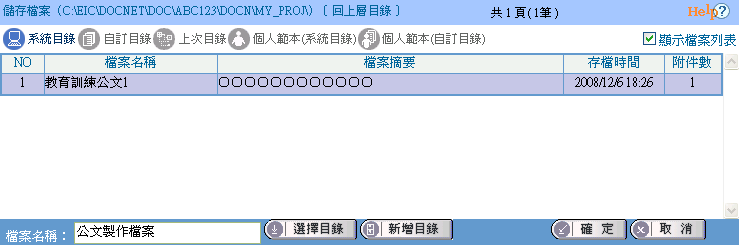 儲存檔案（C:\EIC\DOCNET\DOC\ABC123\DOCN\MY_PROJ\）〔 回上層目錄 〕 共 1 頁(1筆) Help?
系統目錄 自訂目錄 上次目錄 個人範本(系統目錄) 個人範本(自訂目錄) 顯示檔案列表
NO 檔案名稱 檔案摘要 存檔時間 附件數
1 教育訓練公文1 〇〇〇〇〇〇〇〇〇〇〇〇 2008/12/6 18:26 1
檔案名稱： 公文製作檔案 選擇目錄 新增目錄 確 定 取 消